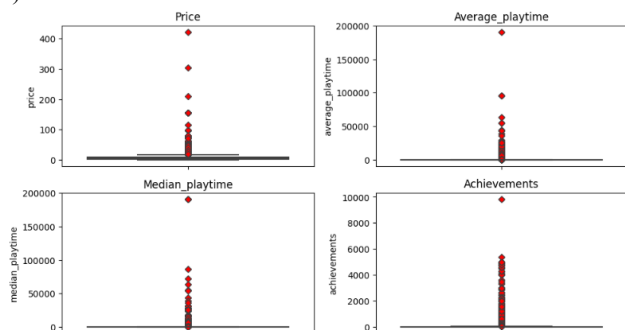 )
Price
400
300
200
100
0
price
Average_playtime
200000
150000
100000
50000
0
average_playtime
Median_playtime
200000
150000
100000
50000
0
median_playtime
Achievements
10000
8000
6000
4000
2000
0
achievements